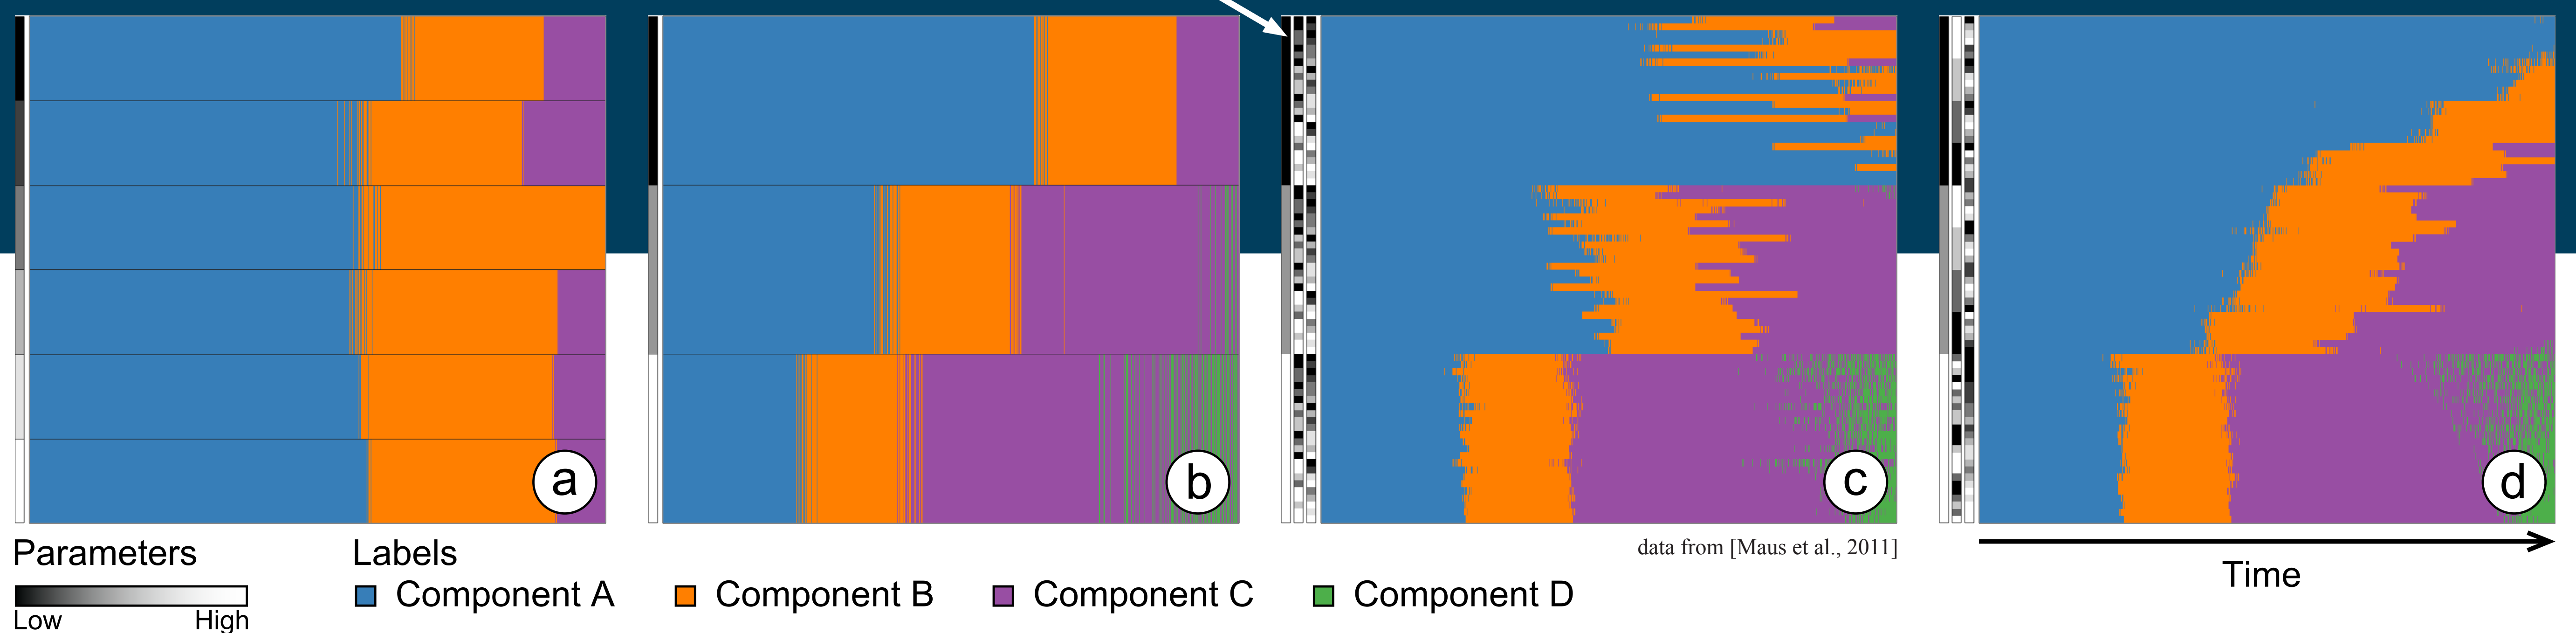 a
b
c
d
data from [Maus et al., 2011]
Parameters
Low
High
Labels
Component A
Component B
Component C
Component D
Time